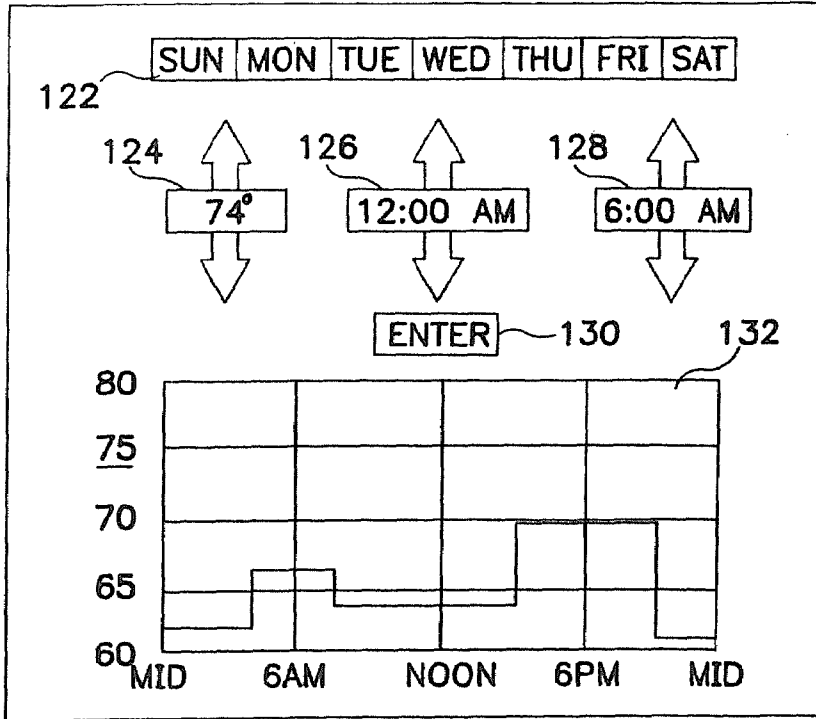 SUN MON TUE WED THU FRI SAT
122
124 126 128
74° 12:00 AM 6:00 AM
ENTER 130 132
80
75
70
65
60
MID 6AM NOON 6PM MID